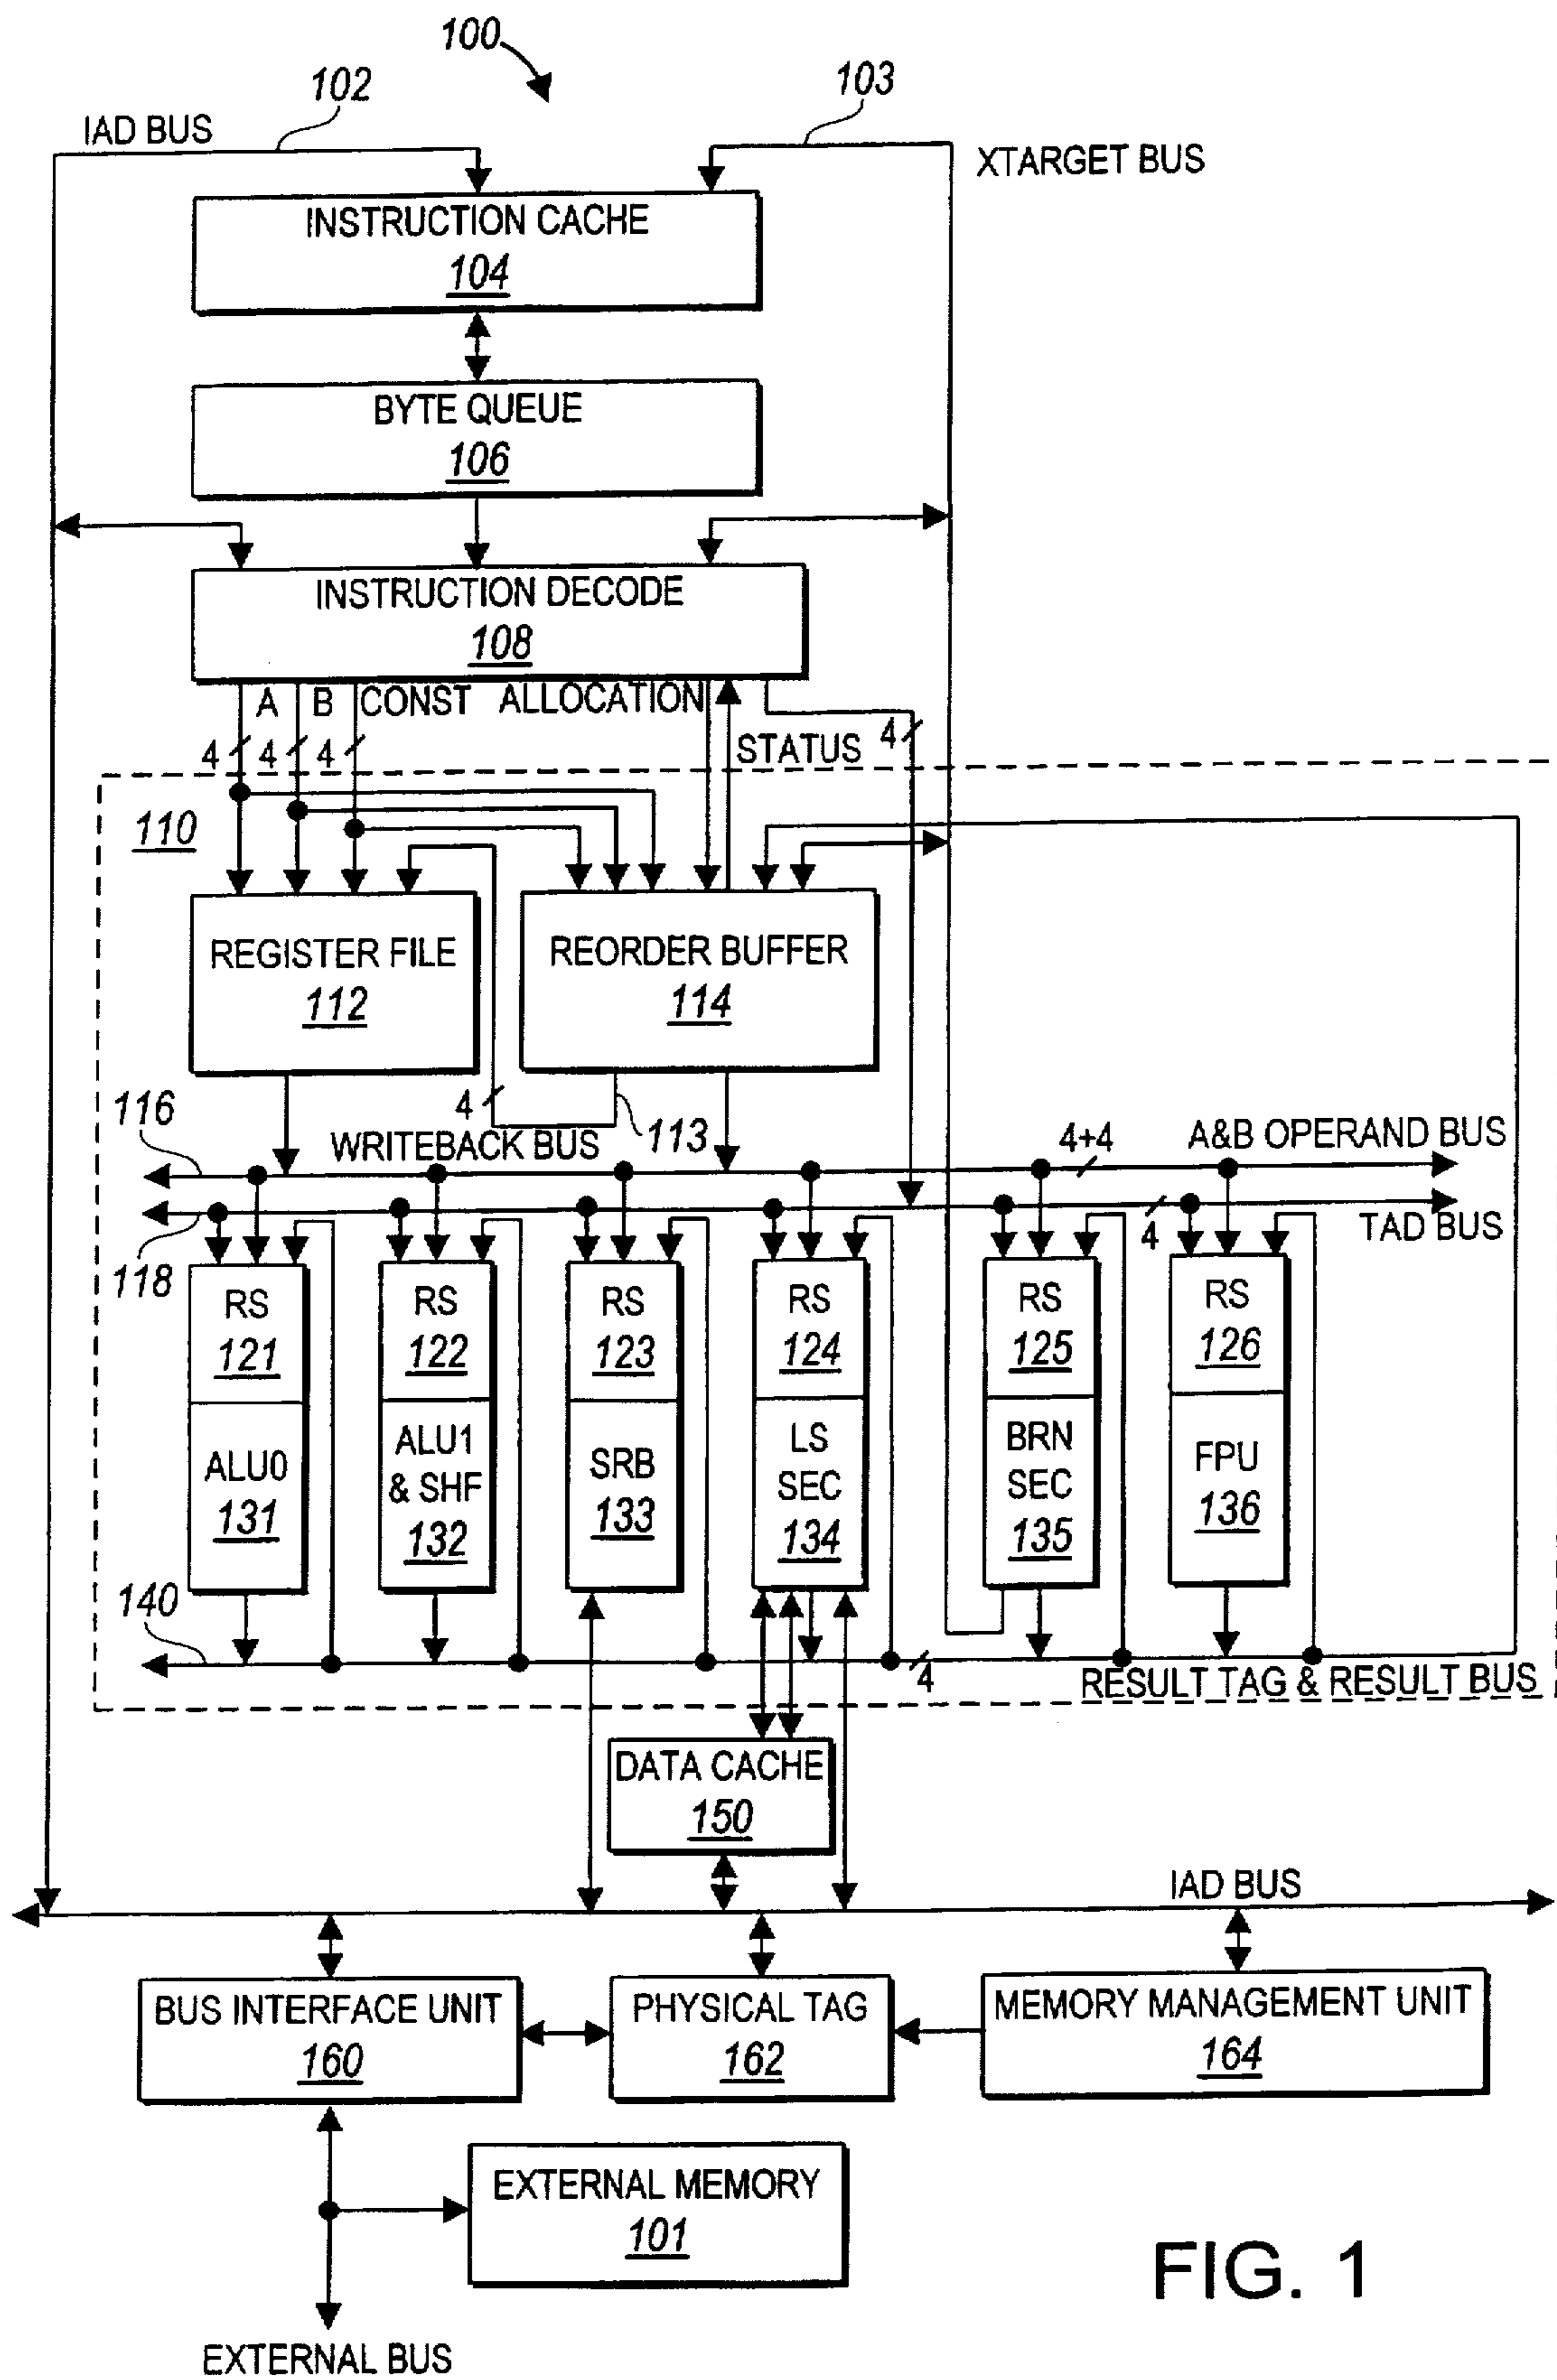 100
102
103
IAD BUS
XTARGET BUS
INSTRUCTION CACHE
104
BYTE QUEUE
106
INSTRUCTION DECODE
108
A B CONST ALLOCATION
4 4 4
STATUS
4
110
REGISTER FILE
112
REORDER BUFFER
114
4
113
116
WRITEBACK BUS
4+4
A&B OPERAND BUS
118
4
TAD BUS
RS
121
ALU0
131
RS
122
ALU1
& SHF
132
RS
123
SRB
133
RS
124
LS
SEC
134
RS
125
BRN
SEC
135
RS
126
FPU
136
140
4
RESULT TAG & RESULT BUS
DATA CACHE
150
IAD BUS
BUS INTERFACE UNIT
160
PHYSICAL TAG
162
MEMORY MANAGEMENT UNIT
164
EXTERNAL MEMORY
101
EXTERNAL BUS
FIG. 1